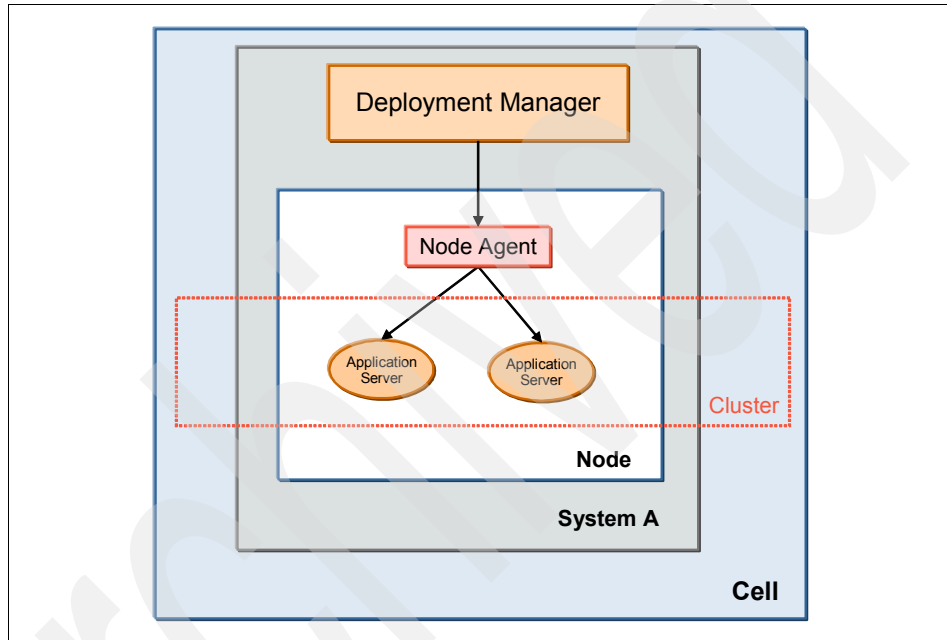 Deployment Manager
Node Agent
Application
Server
Application
Server
Cluster
Node
System A
Cell